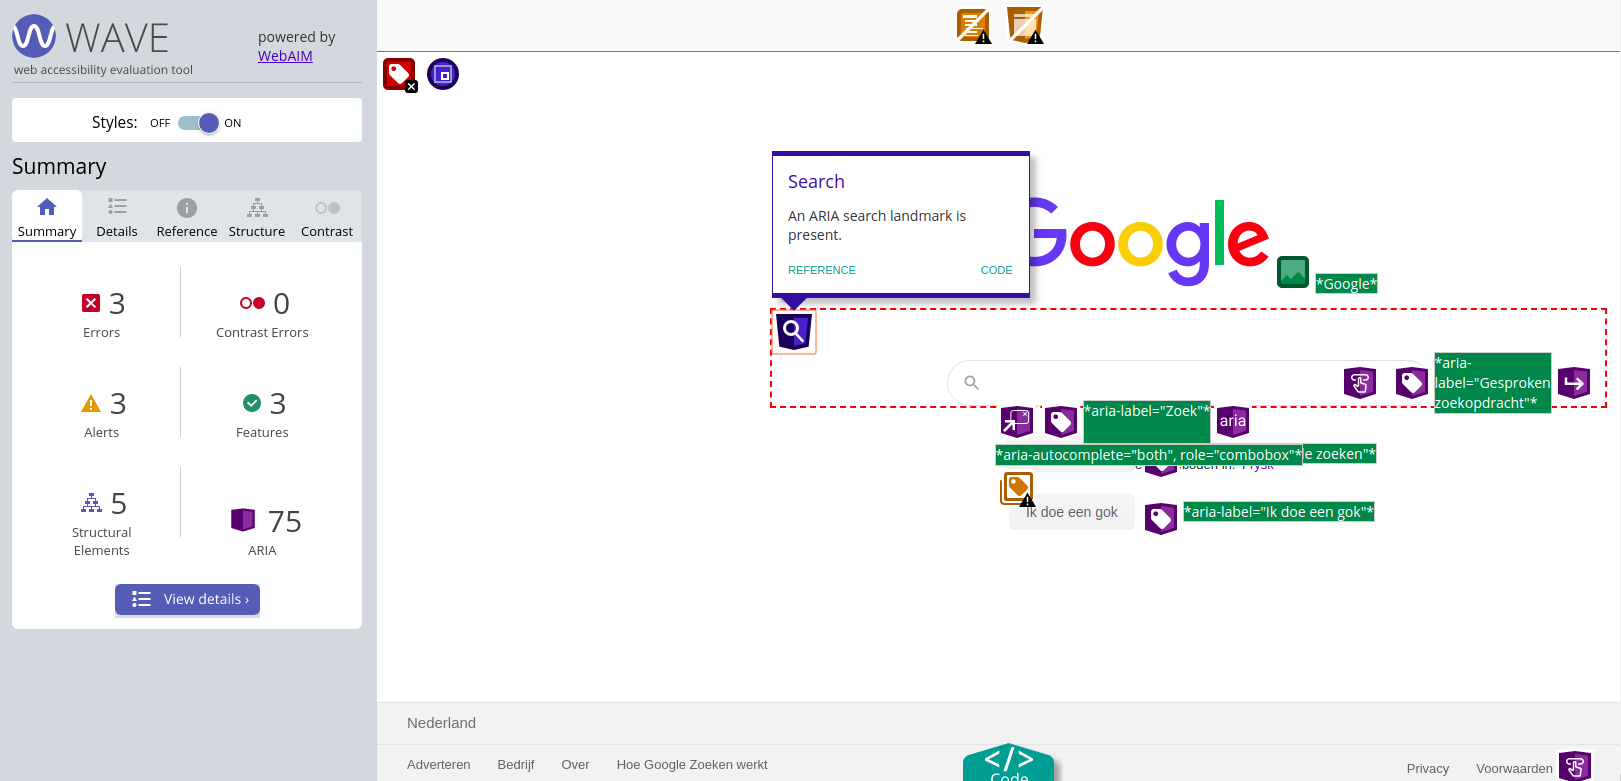 WAVE
powered by
WebAIM
web accessibility evaluation tool
Styles: OFF ON
Summary
Summary Details Reference Structure Contrast
3 0
Errors Contrast Errors
3 3
Alerts Features
5 75
Structural
Elements
ARIA
View details ›
Search
An ARIA search landmark is
present.
REFERENCE CODE
Google
*Google*
*aria-
label="Gesproken
zoekopdracht"*
*aria-label="Zoek"*
aria
*aria-autocomplete="both", role="combobox"*
le zoeken"*
Ik doe een gok
*aria-label="Ik doe een gok"*
Nederland
Adverteren Bedrijf Over Hoe Google Zoeken werkt
</>
Code
Privacy Voorwaarden